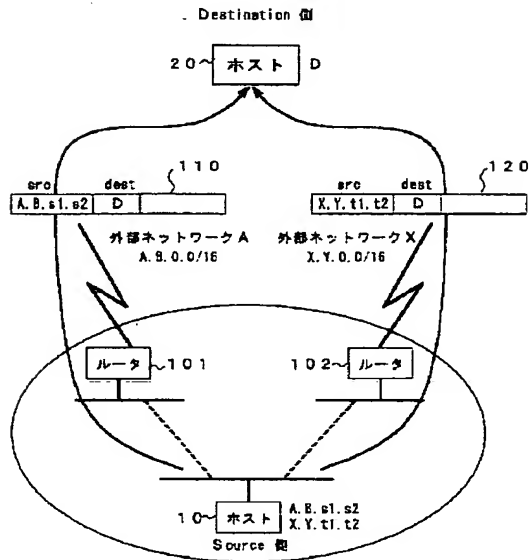 Destination 側
20 ホスト D
src dest 110
A.B.s1.s2 D
src dest 120
X.Y.t1.t2 D
外部ネットワークA
A.B.0.0/16
外部ネットワークX
X.Y.0.0/16
ルータ 101
102 ルータ
10 ホスト
A.B.s1.s2
X.Y.t1.t2
Source 側